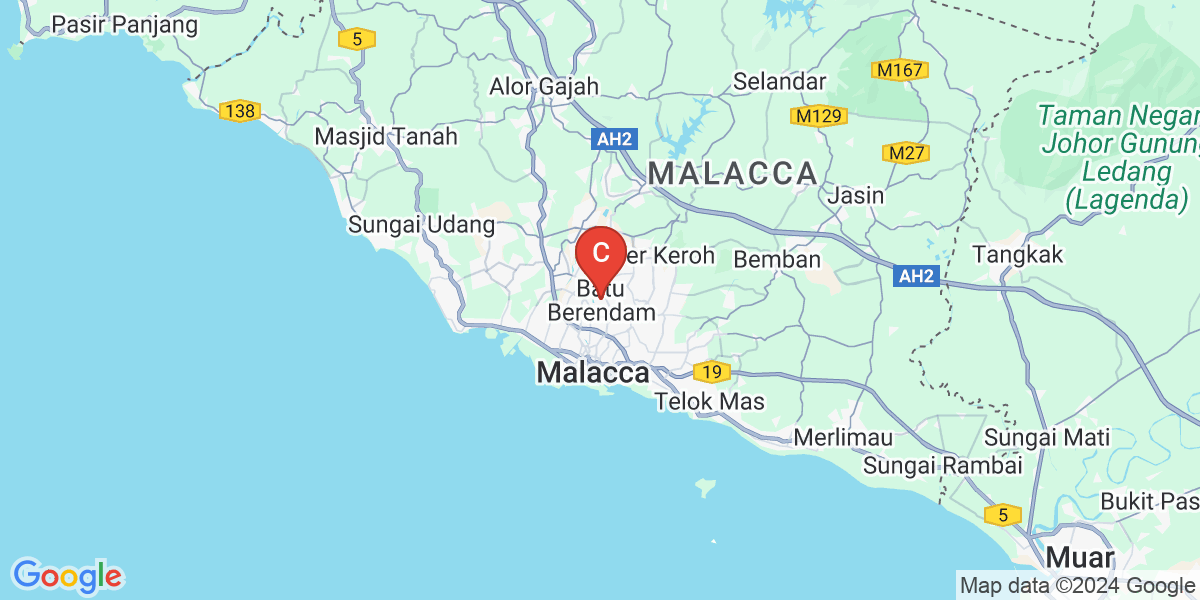 Pasir Panjang
5
Alor Gajah
Selandar
M167
138
M129
Masjid Tanah
AH2
M27
Taman Negara
Johor Gunung
Ledang
(Lagenda)
MALACCA
Jasin
Sungai Udang
C
er Keroh
Bemban
Tangkak
AH2
Batu
Berendam
Malacca
19
Telok Mas
Merlimau
Sungai Mati
Sungai Rambai
Bukit Pas
5
Muar
Google
Map data ©2024 Google